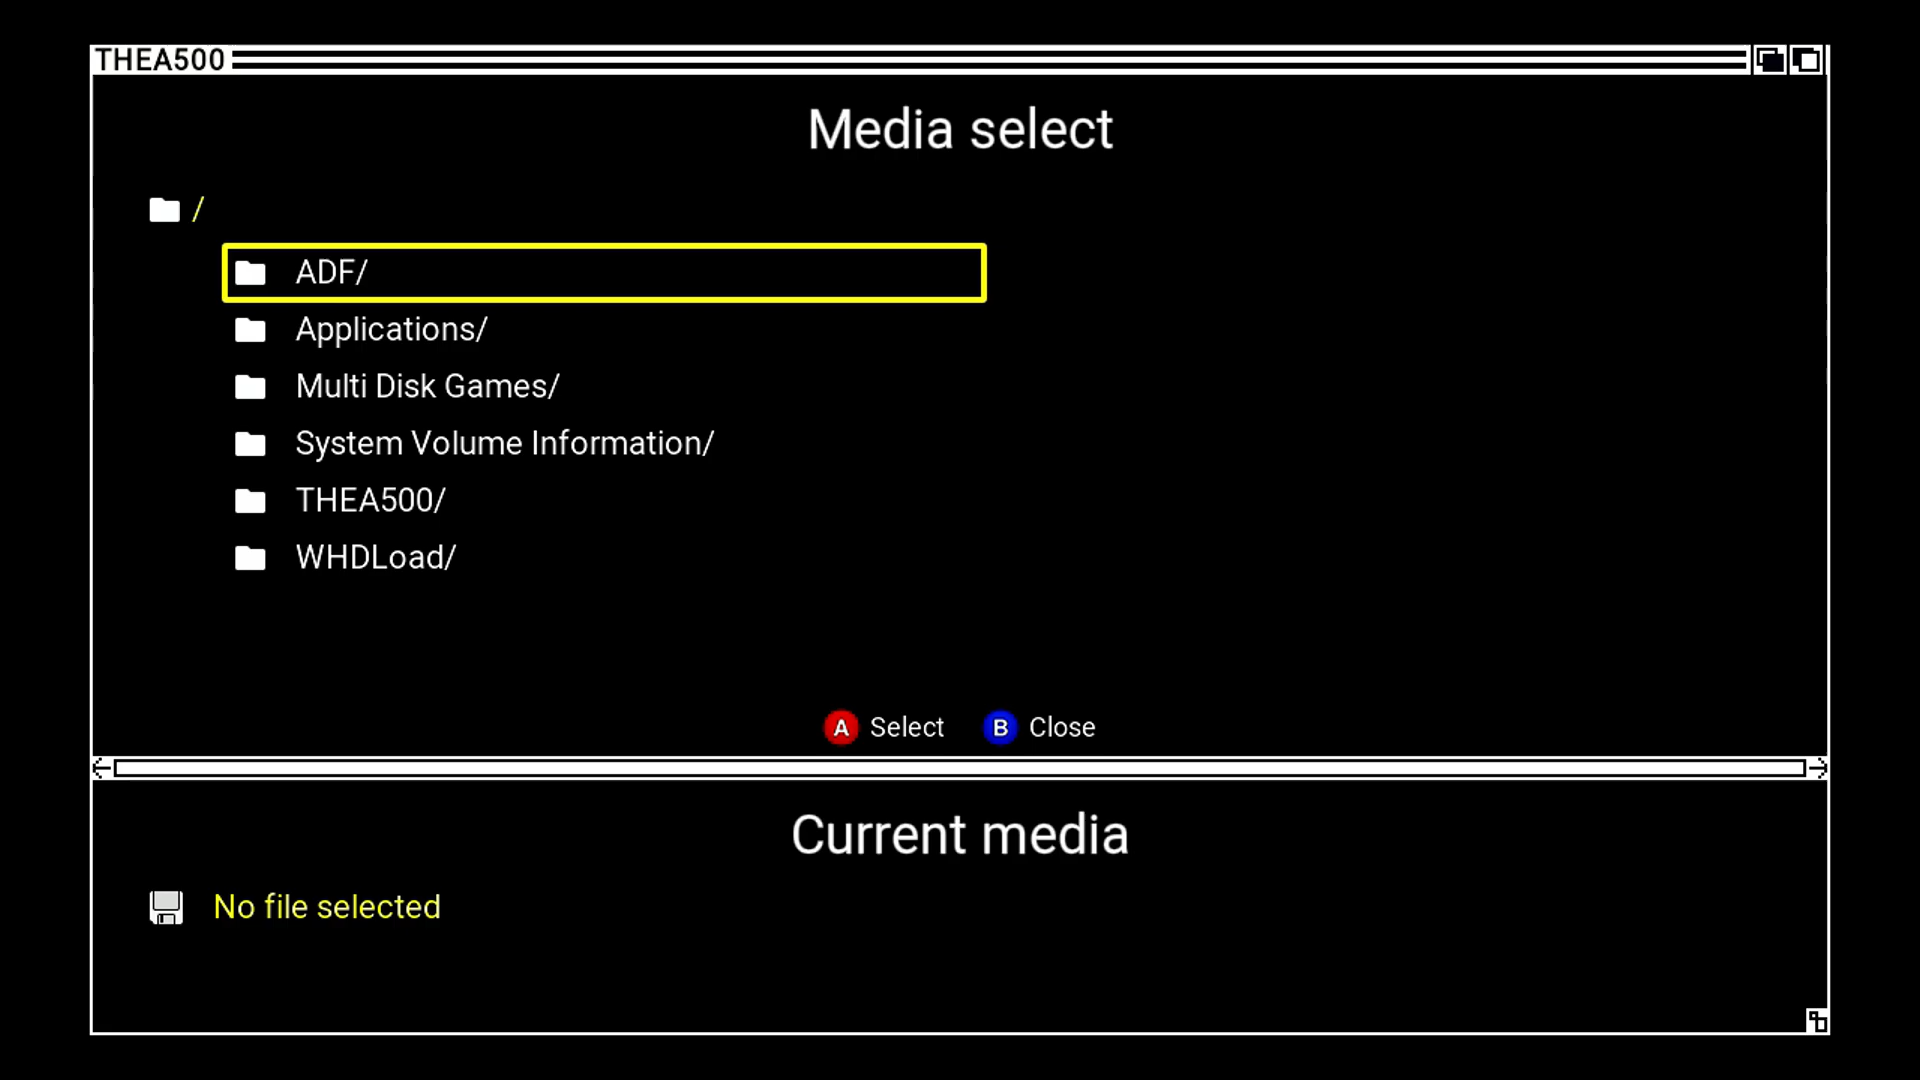 THEA500
Media select
/
ADF/
Applications/
Multi Disk Games/
System Volume Information/
THEA500/
WHDLoad/
A Select B Close
Current media
No file selected